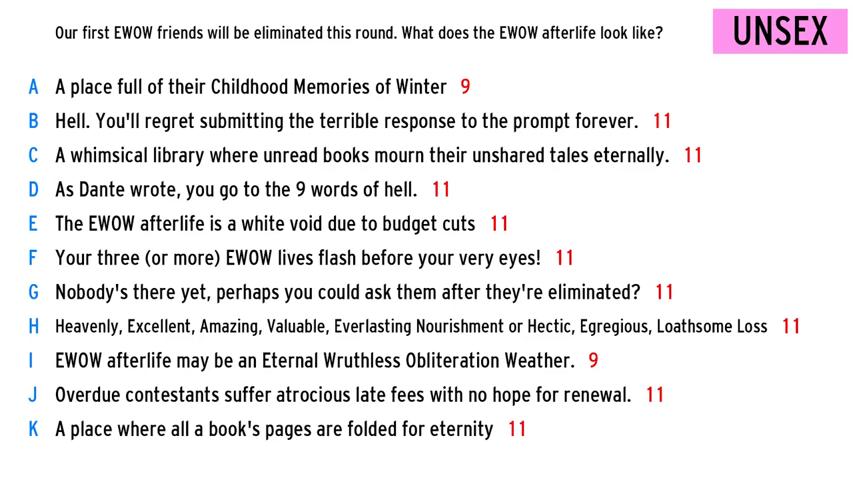 Our first EWOW friends will be eliminated this round. What does the EWOW afterlife look like?
UNSEX
A A place full of their Childhood Memories of Winter 9
B Hell. You'll regret submitting the terrible response to the prompt forever. 11
C A whimsical library where unread books mourn their unshared tales eternally. 11
D As Dante wrote, you go to the 9 words of hell. 11
E The EWOW afterlife is a white void due to budget cuts 11
F Your three (or more) EWOW lives flash before your very eyes! 11
G Nobody's there yet, perhaps you could ask them after they're eliminated? 11
H Heavenly, Excellent, Amazing, Valuable, Everlasting Nourishment or Hectic, Egregious, Loathsome Loss 11
I EWOW afterlife may be an Eternal Wruthless Obliteration Weather. 9
J Overdue contestants suffer atrocious late fees with no hope for renewal. 11
K A place where all a book's pages are folded for eternity 11